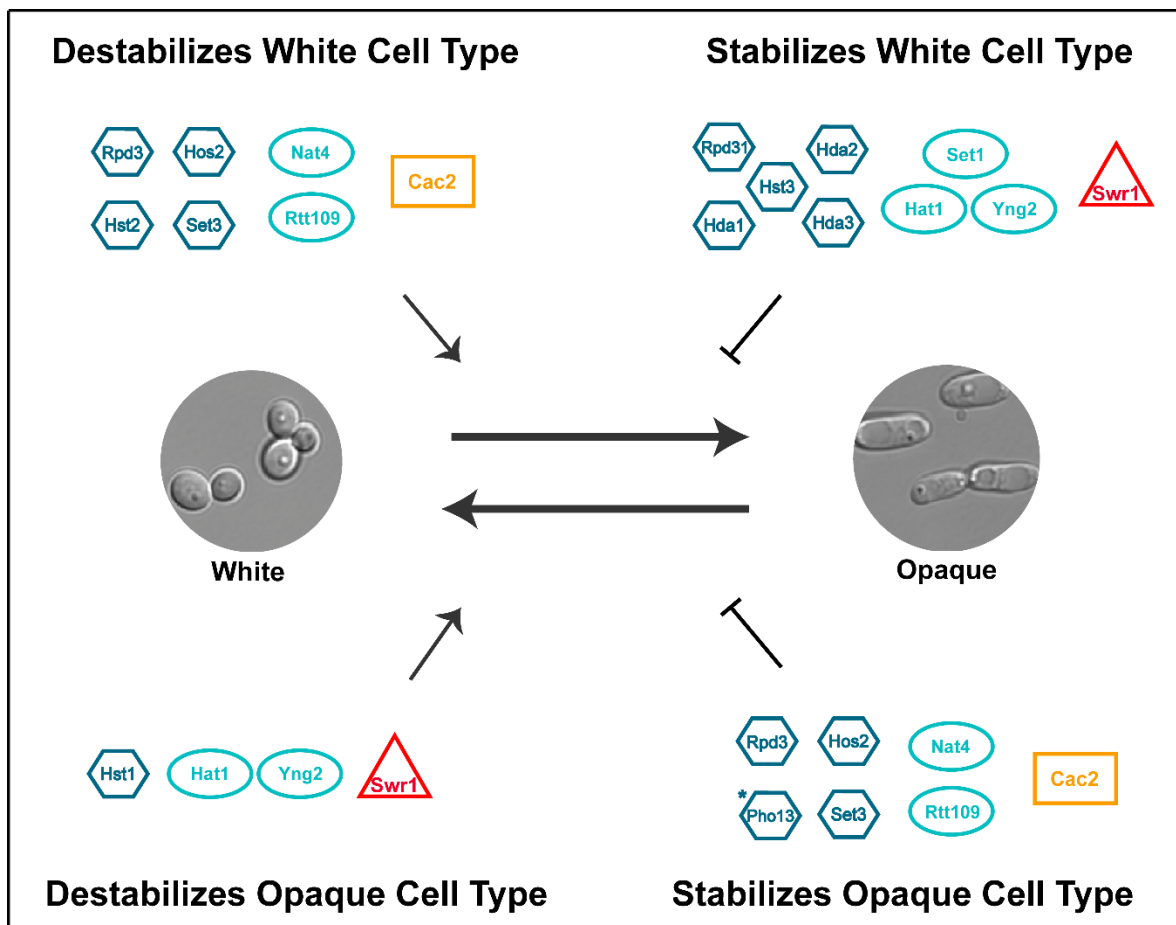 Destabilizes White Cell Type
Stabilizes White Cell Type
Rpd3
Hos2
Nat4
Cac2
Hst2
Set3
Rtt109
Rpd31
Hda2
Hst3
Hda1
Hda3
Set1
Hat1
Yng2
Swr1
White
Opaque
Hst1
Hat1
Yng2
Swr1
Rpd3
Hos2
Nat4
Cac2
*Pho13
Set3
Rtt109
Destabilizes Opaque Cell Type
Stabilizes Opaque Cell Type